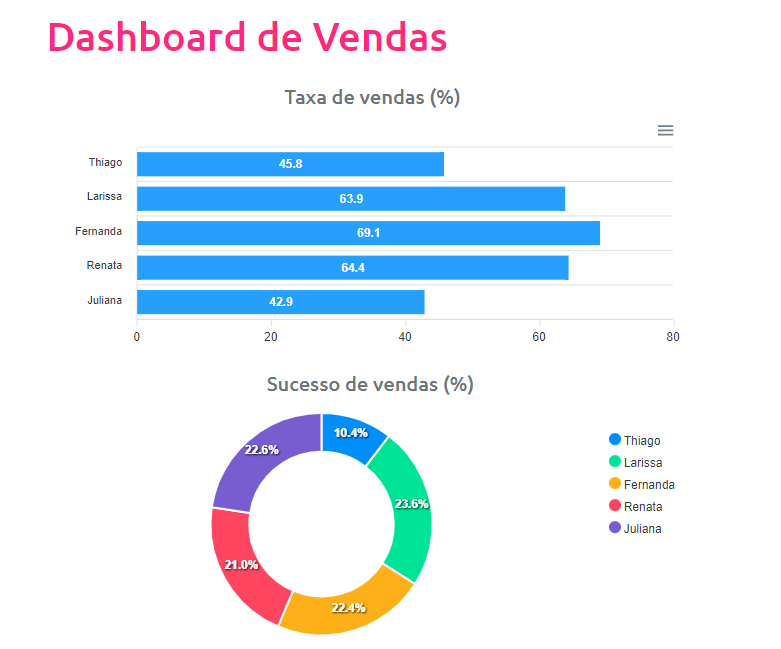 Dashboard de Vendas
Taxa de vendas (%)
Thiago 45.8
Larissa 63.9
Fernanda 69.1
Renata 64.4
Juliana 42.9
0 20 40 60 80
Sucesso de vendas (%)
10.4%
23.6%
22.4%
21.0%
22.6%
Thiago
Larissa
Fernanda
Renata
Juliana